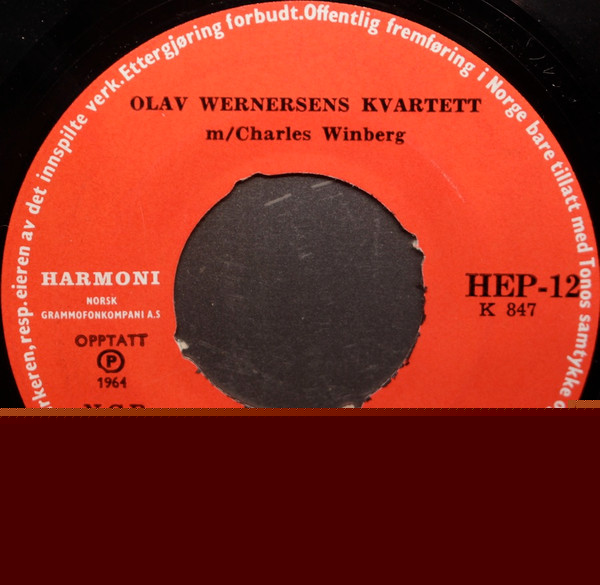 rkeren,resp.eieren av det innspilte verk.Ettergjøring forbudt.Offentlig fremføring i Norge bare tillatt med Tonos samtykke o
OLAV WERNERSENS KVARTETT
m/Charles Winberg
HARMONI
NORSK
GRAMMOFONKOMPANI A.S
HEP-12
K 847
OPPTATT
P
1964